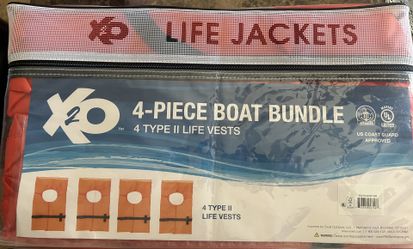 X2O LIFE JACKETS
X2O™ 4-PIECE BOAT BUNDLE
4 TYPE II LIFE VESTS
US COAST GUARD
APPROVED
4 TYPE II
LIFE VESTS